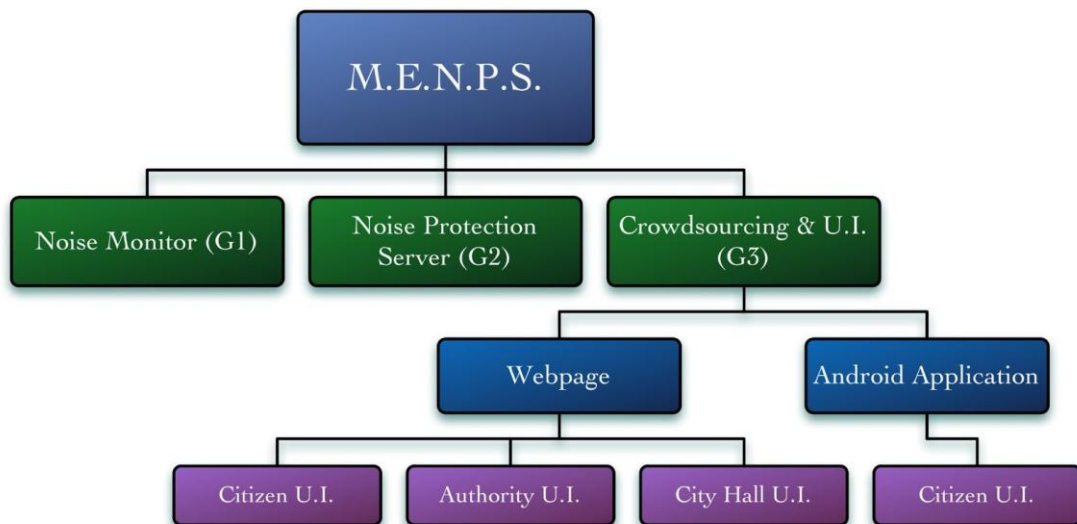 M.E.N.P.S.
Noise Monitor (G1)
Noise Protection
Server (G2)
Crowdsourcing & U.I.
(G3)
Webpage
Android Application
Citizen U.I.
Authority U.I.
City Hall U.I.
Citizen U.I.